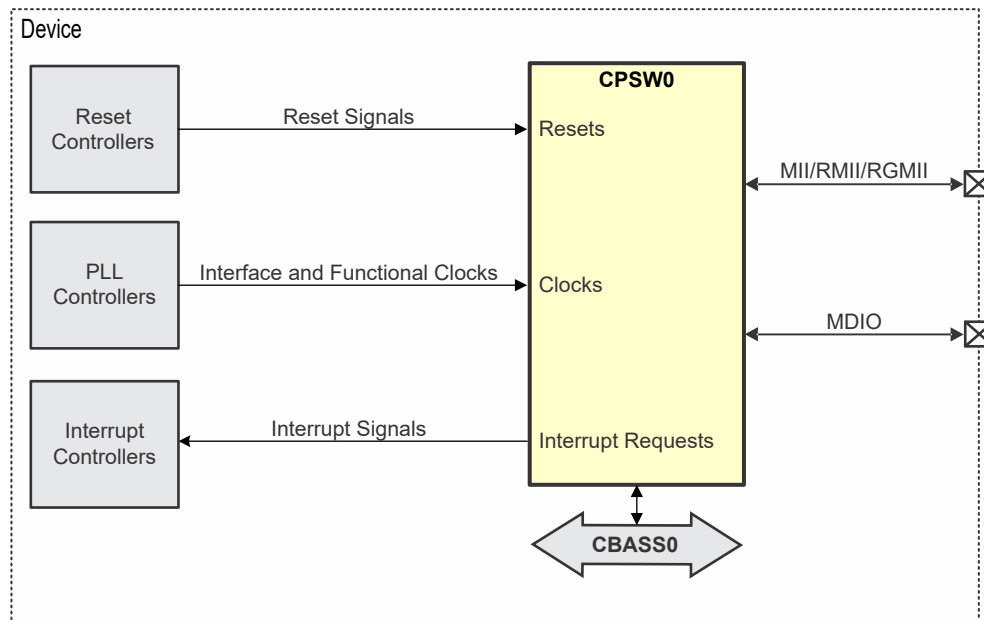 Device
CPSW0
Reset
Controllers
Reset Signals
Resets
MII/RMII/RGMII
PLL
Controllers
Interface and Functional Clocks
Clocks
MDIO
Interrupt
Controllers
Interrupt Signals
Interrupt Requests
CBASS0